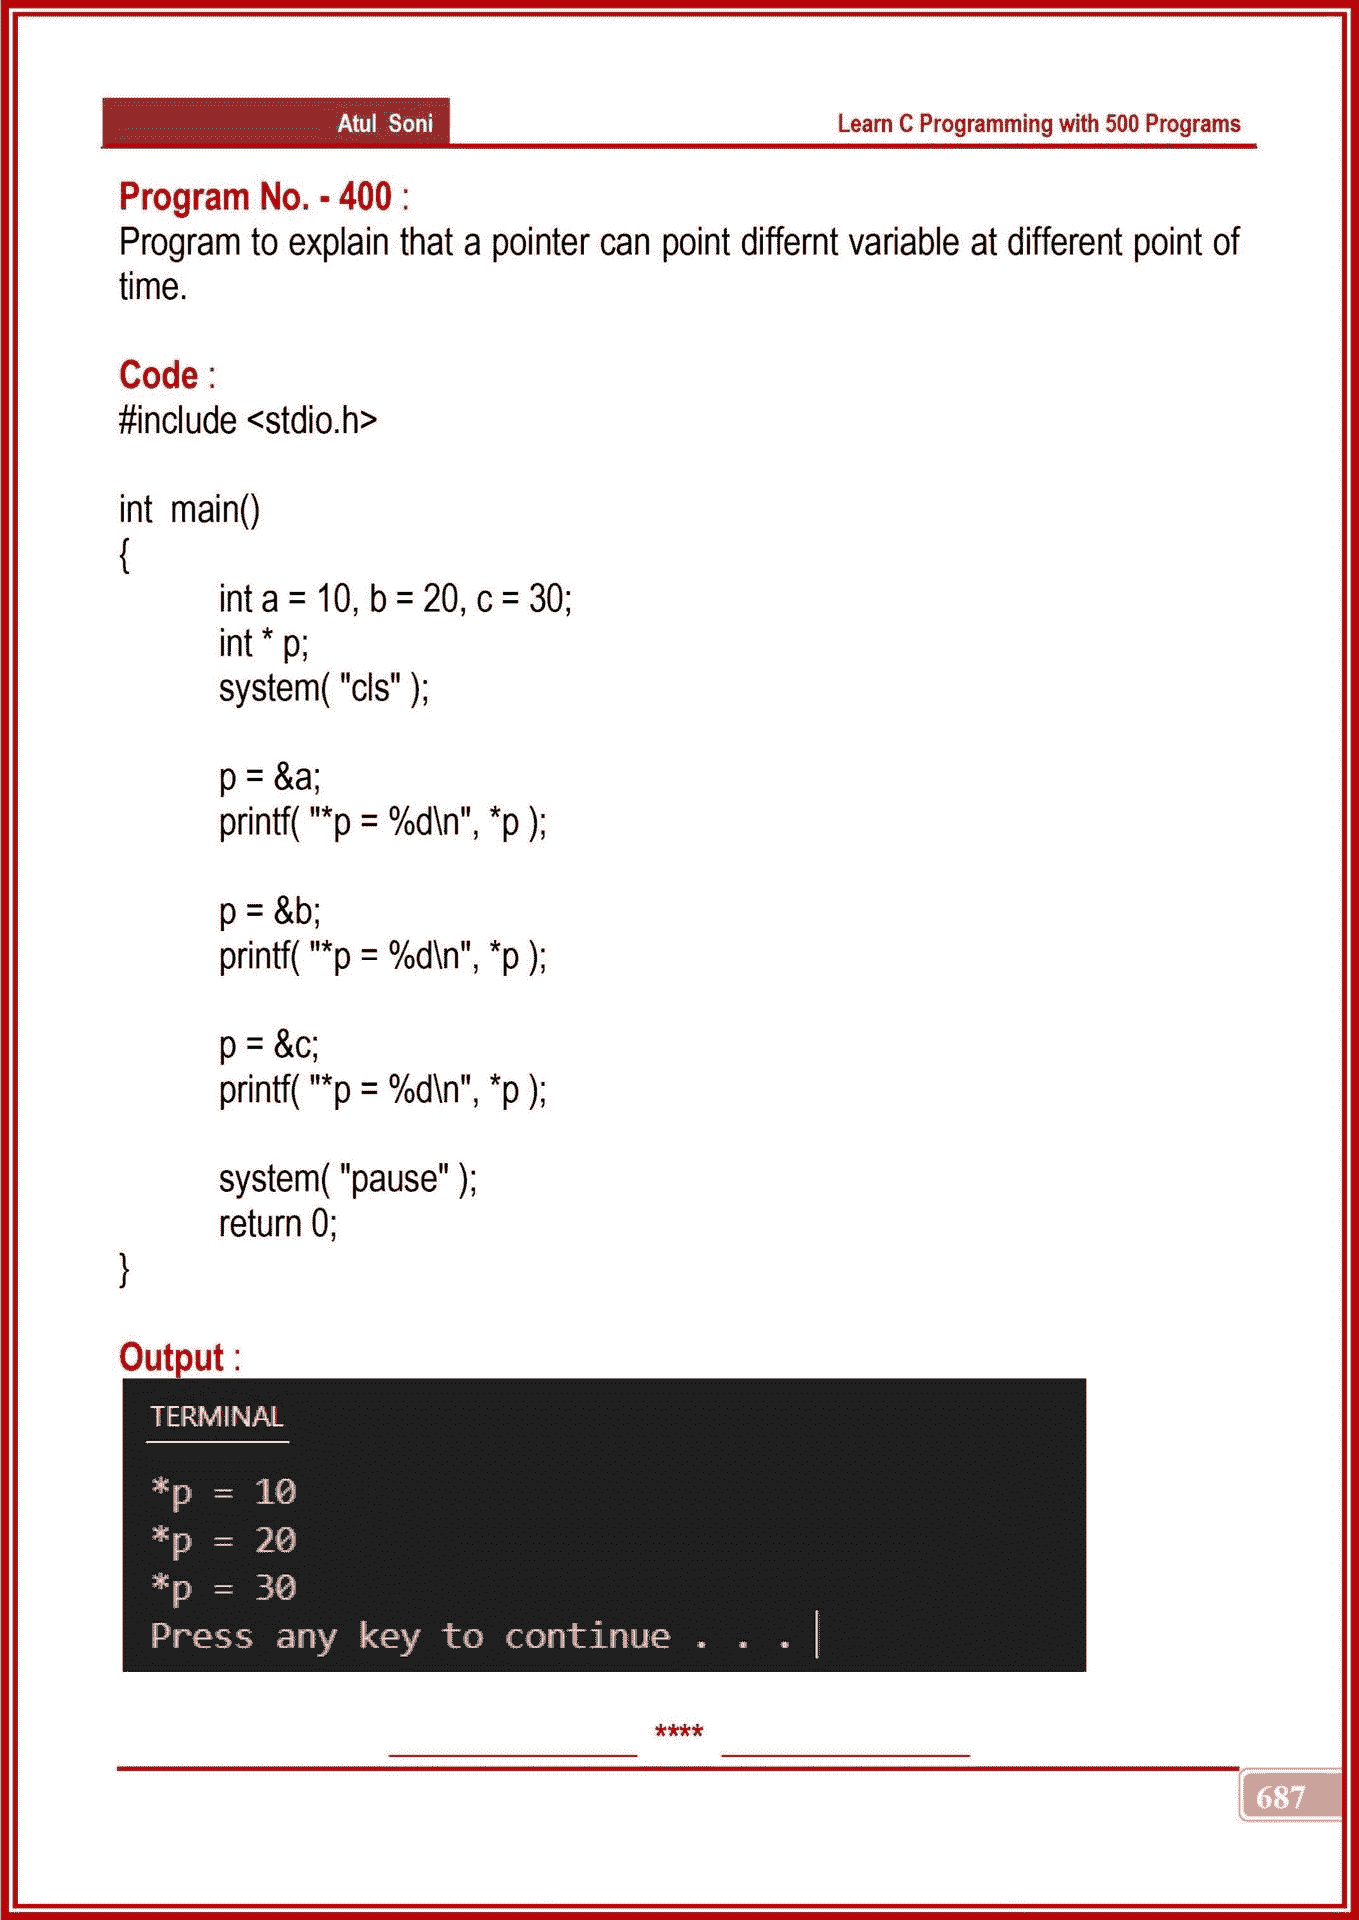 Atul Soni
Learn C Programming with 500 Programs
Program No. - 400 :
Program to explain that a pointer can point differnt variable at different point of
time.
Code :
#include <stdio.h>
int main()
{
int a = 10, b = 20, c = 30;
int * p;
system( "cls" );
p = &a;
printf( "*p = %d\n", *p );
p = &b;
printf( "*p = %d\n", *p );
p = &c;
printf( "*p = %d\n", *p );
system( "pause" );
return 0;
}
Output :
TERMINAL
*p = 10
*p = 20
*p = 30
Press any key to continue . . .
****
687